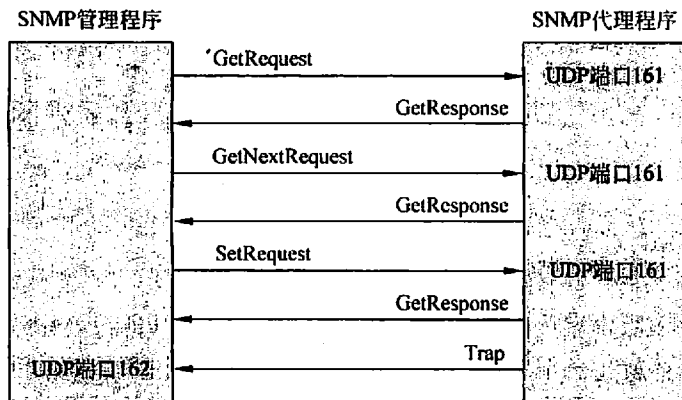 SNMP管理程序
SNMP代理程序
GetRequest
UDP端口161
GetResponse
GetNextRequest
UDP端口161
GetResponse
SetRequest
UDP端口161
GetResponse
Trap
UDP端口162